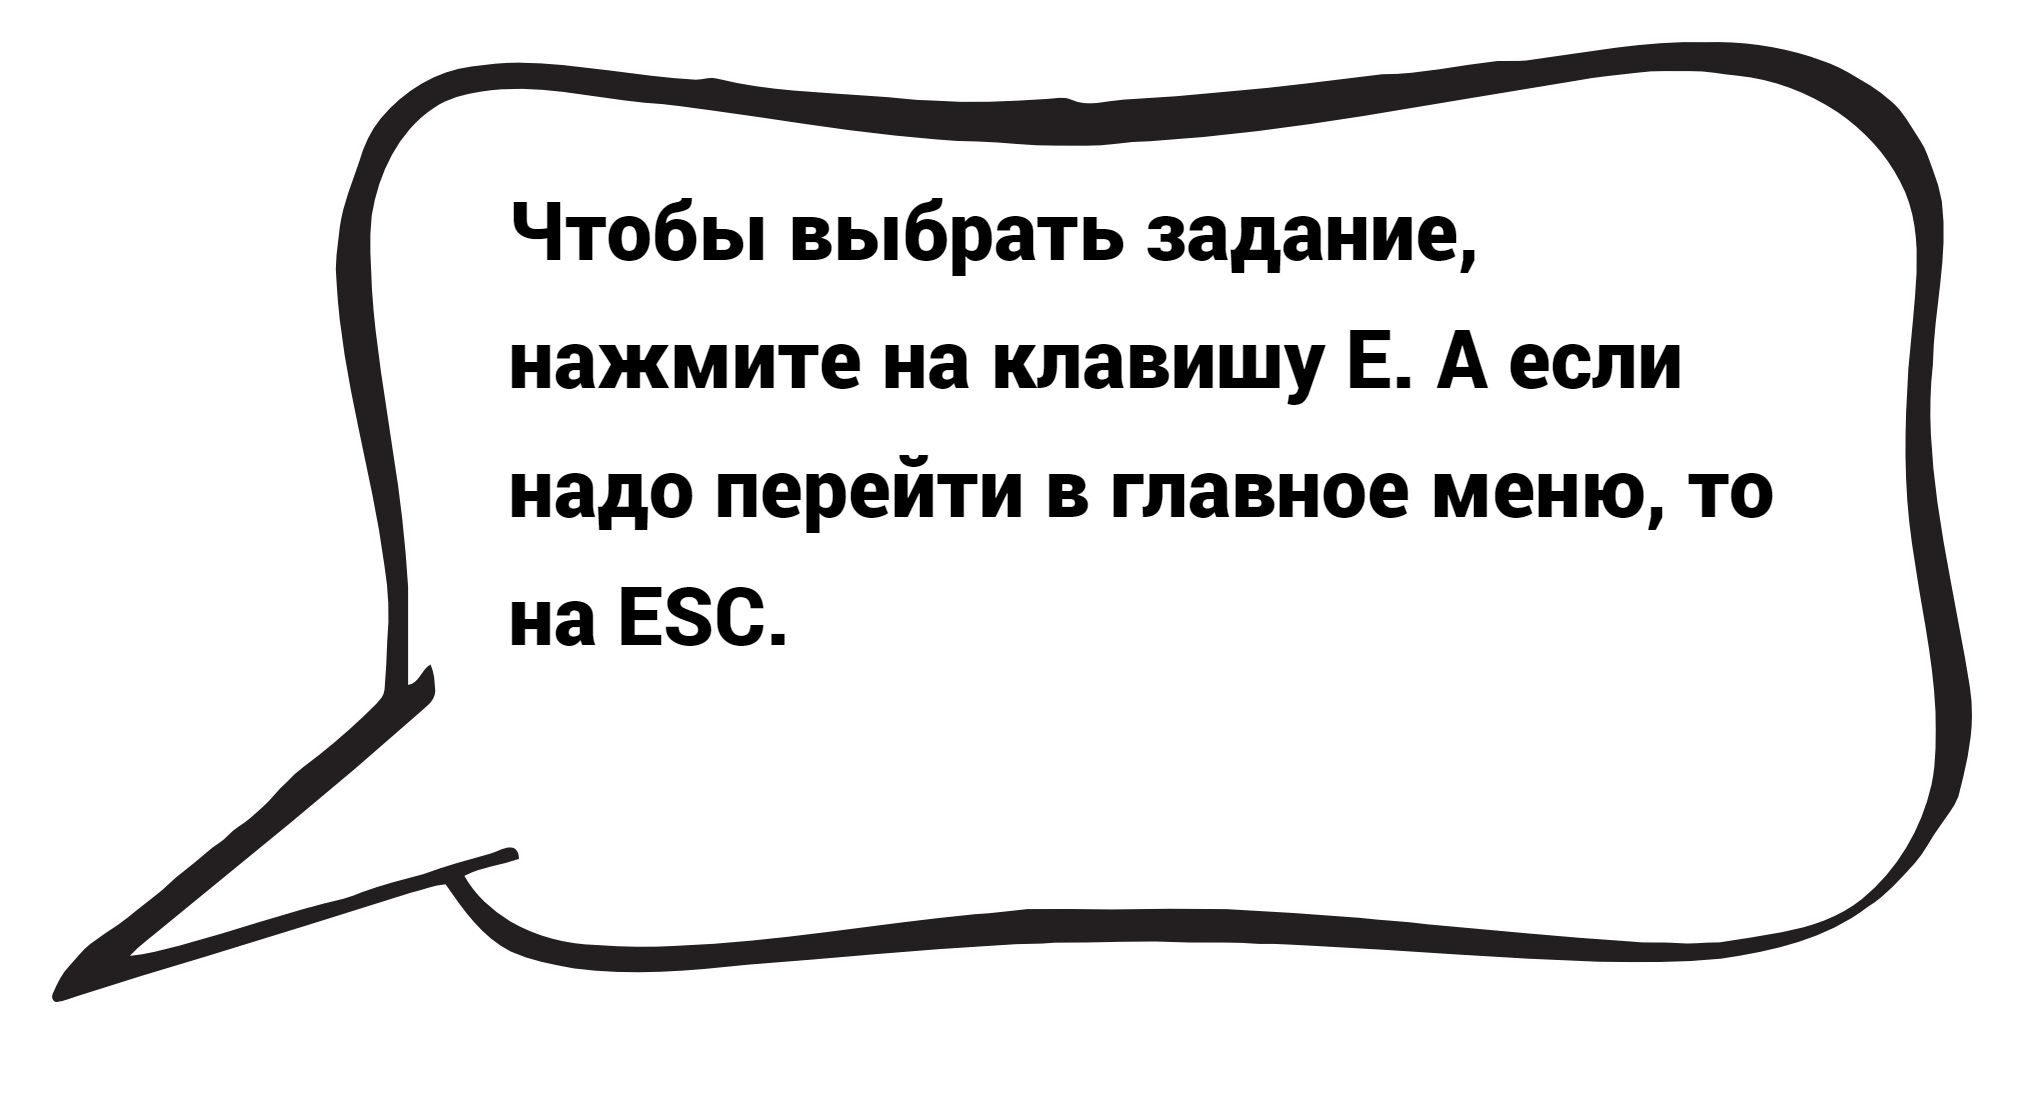 Чтобы выбрать задание,
нажмите на клавишу E. А если
надо перейти в главное меню, то
на ESC.